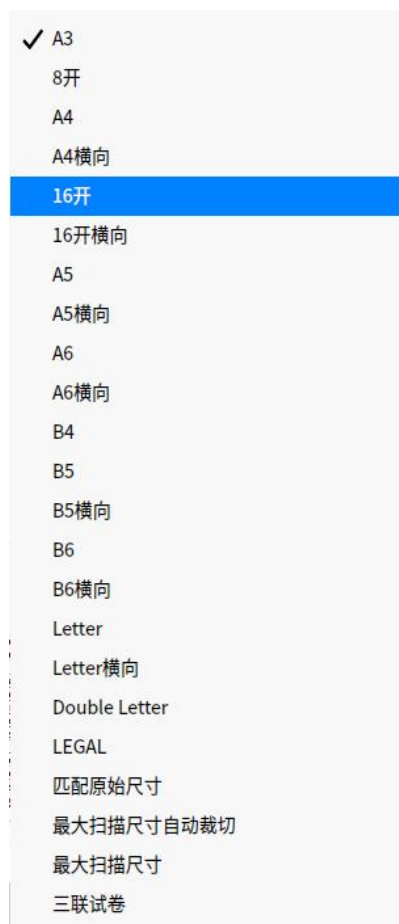 A3
8开
A4
A4横向
16开
16开横向
A5
A5横向
A6
A6横向
B4
B5
B5横向
B6
B6横向
Letter
Letter横向
Double Letter
LEGAL
匹配原始尺寸
最大扫描尺寸自动裁切
最大扫描尺寸
三联试卷